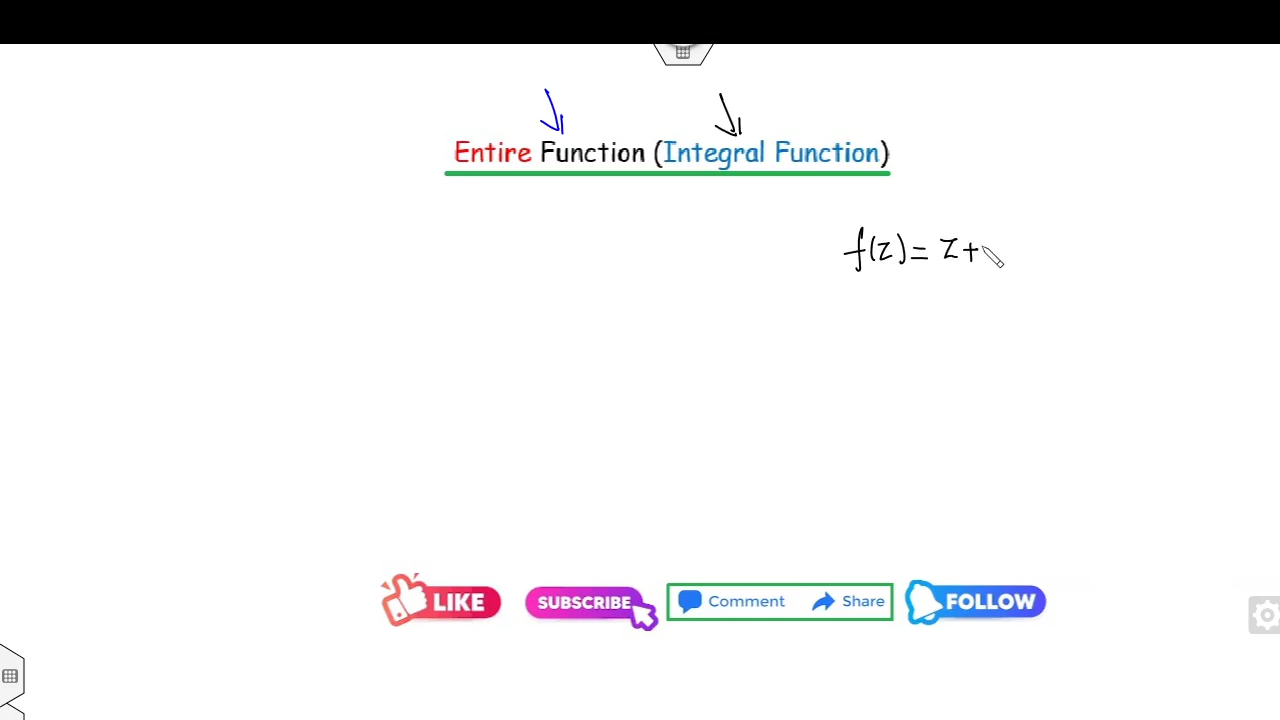 Entire Function (Integral Function)
f(z) = z +
LIKE SUBSCRIBE Comment Share FOLLOW